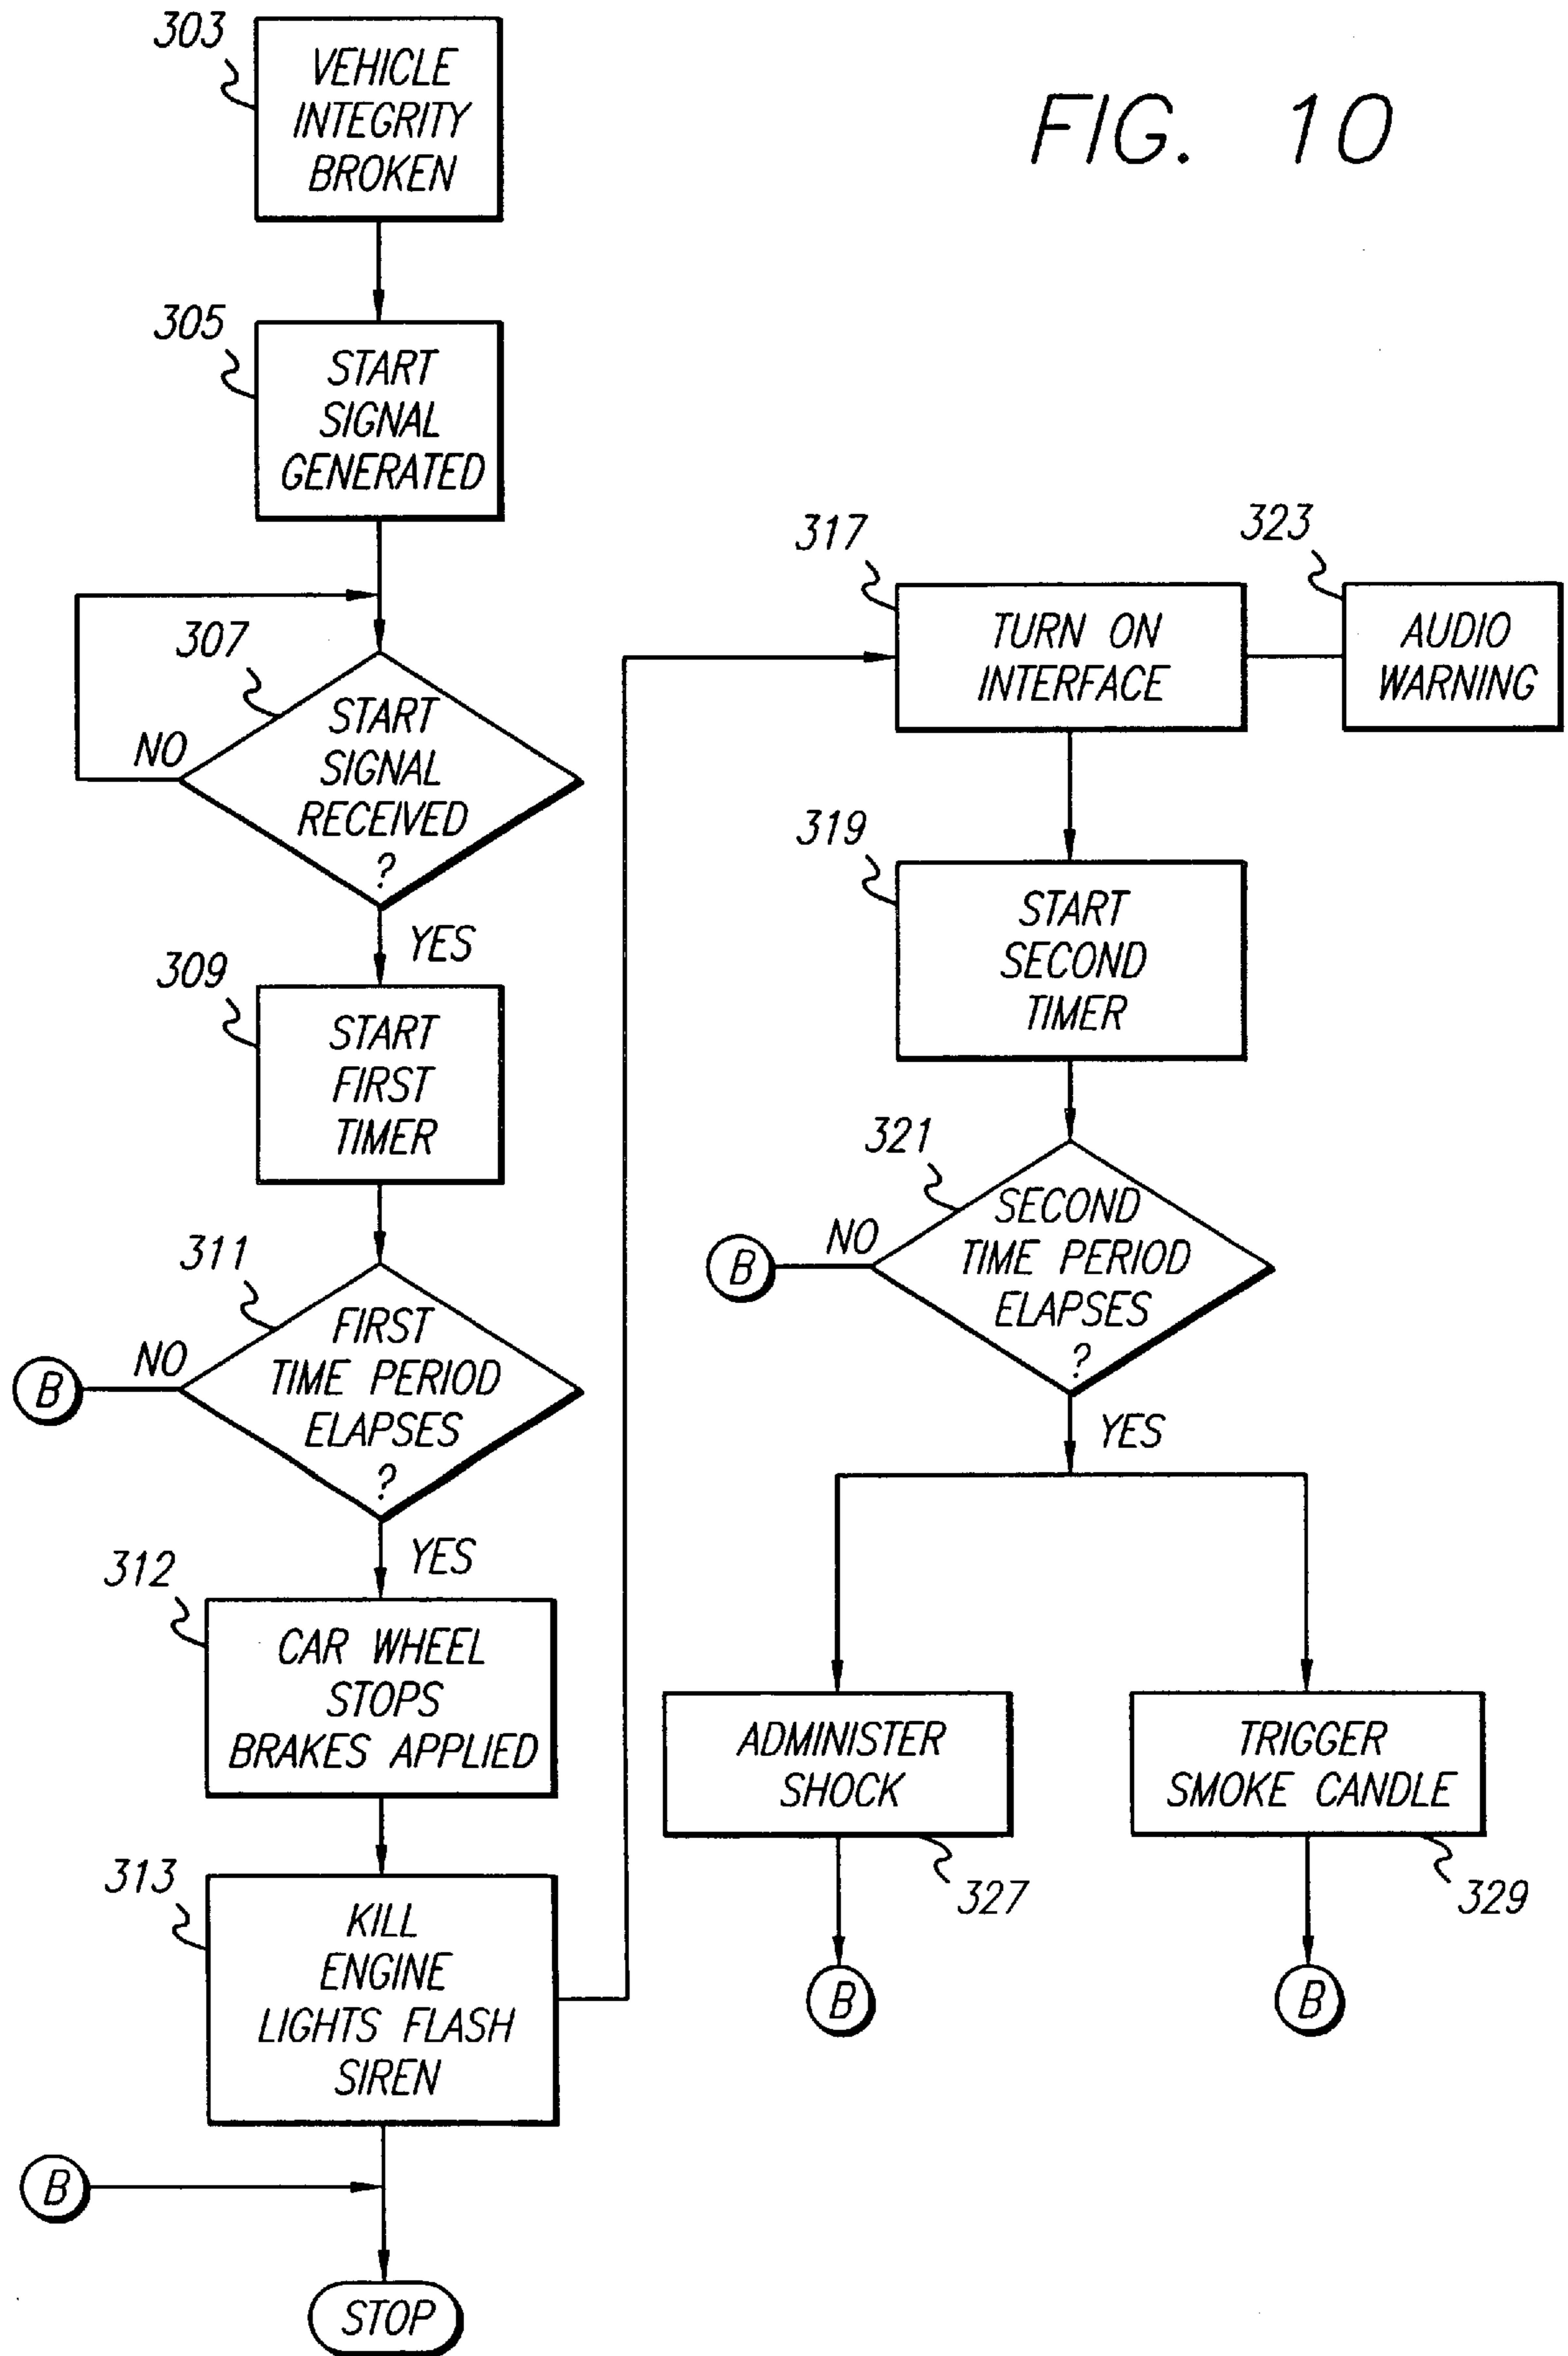 FIG. 10
303
VEHICLE
INTEGRITY
BROKEN
305
START
SIGNAL
GENERATED
307
START
SIGNAL
RECEIVED
?
NO
YES
309
START
FIRST
TIMER
311
FIRST
TIME PERIOD
ELAPSES
?
NO
B
YES
312
CAR WHEEL
STOPS
BRAKES APPLIED
313
KILL
ENGINE
LIGHTS FLASH
SIREN
B
STOP
317
TURN ON
INTERFACE
323
AUDIO
WARNING
319
START
SECOND
TIMER
321
SECOND
TIME PERIOD
ELAPSES
?
NO
B
YES
ADMINISTER
SHOCK
327
B
TRIGGER
SMOKE CANDLE
329
B